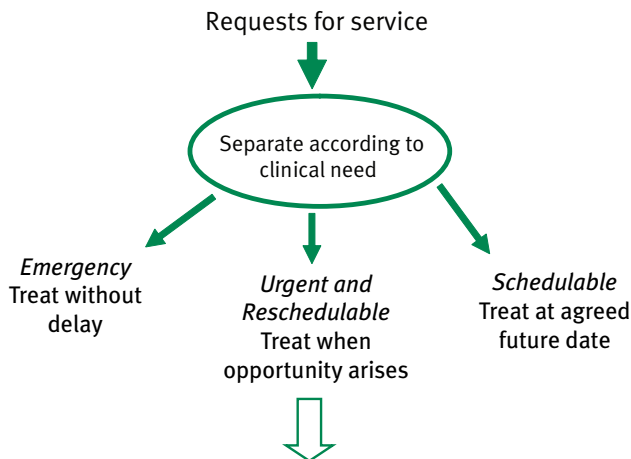 Requests for service
Separate according to
clinical need
Emergency
Treat without
delay
Urgent and
Reschedulable
Treat when
opportunity arises
Schedulable
Treat at agreed
future date